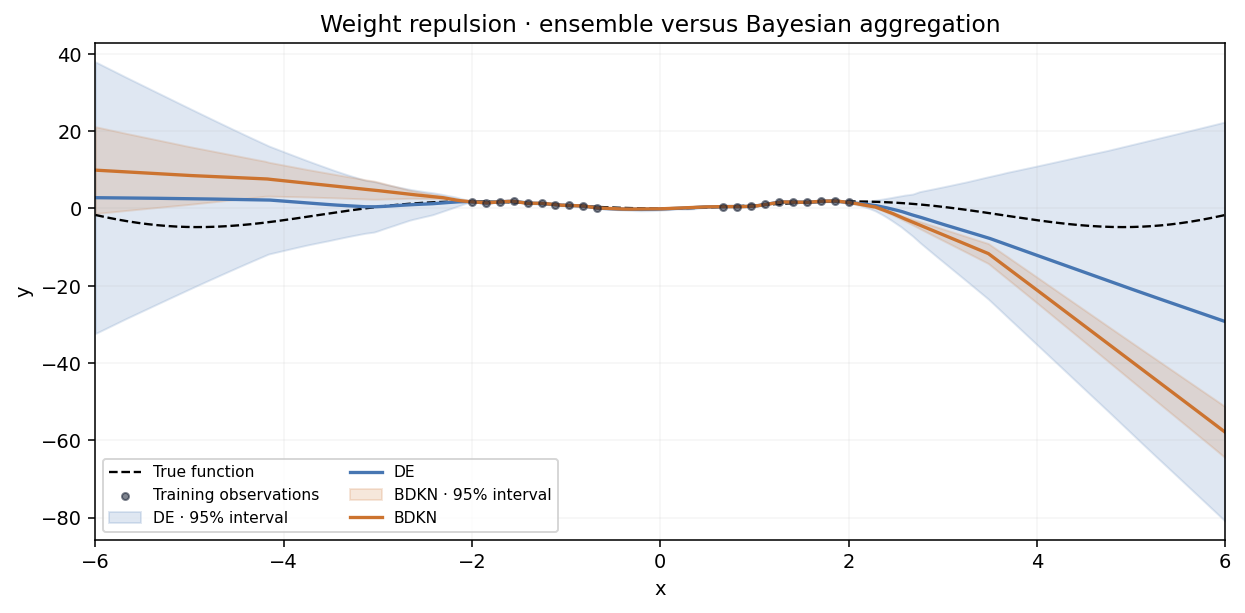 Weight repulsion · ensemble versus Bayesian aggregation
40
20
0
−20
−40
−60
−80
y
True function
Training observations
DE · 95% interval
DE
BDKN · 95% interval
BDKN
−6
−4
−2
0
2
4
6
x